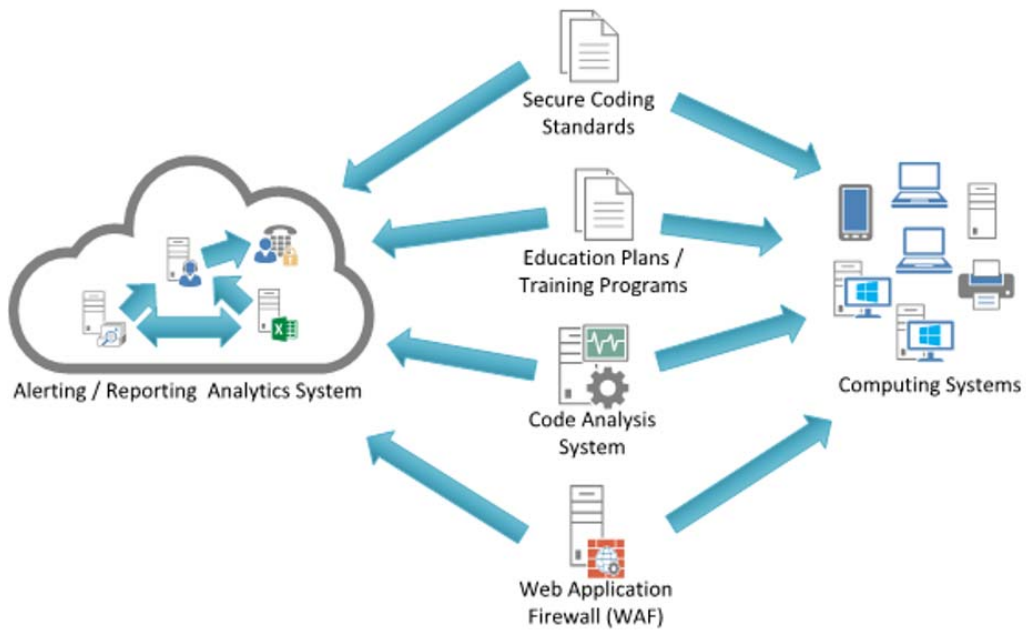 Secure Coding
Standards
Education Plans /
Training Programs
Alerting / Reporting Analytics System
Computing Systems
Code Analysis
System
Web Application
Firewall (WAF)